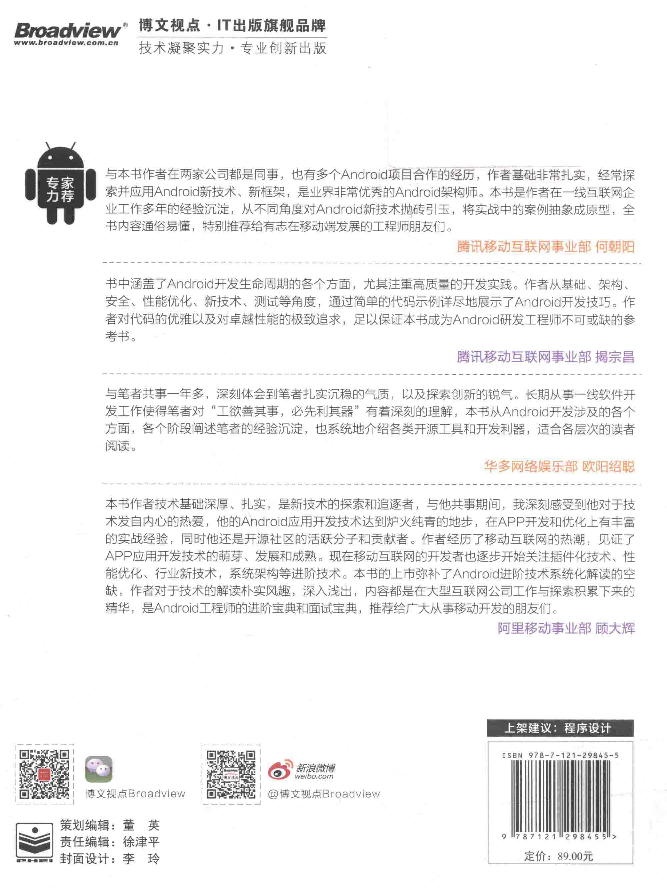 Broadview®
www.broadview.com.cn
博文视点·IT出版旗舰品牌
技术凝聚实力·专业创新出版
专家
力荐
与本书作者在两家公司都是同事，也有多个Android项目合作的经历，作者基础非常扎实，经常探
索并应用Android新技术、新框架，是业界非常优秀的Android架构师。本书是作者在一线互联网企
业工作多年的经验沉淀，从不同角度对Android新技术抛砖引玉，将实战中的案例抽象成原型，全
书内容通俗易懂，特别推荐给有志在移动端发展的工程师朋友们。
腾讯移动互联网事业部 何朝阳
书中涵盖了Android开发生命周期的各个方面，尤其注重高质量的开发实践。作者从基础、架构、
安全、性能优化、新技术、测试等角度，通过简单的代码示例详尽地展示了Android开发技巧。作
者对代码的优雅以及对卓越性能的极致追求，足以保证本书成为Android研发工程师不可或缺的参
考书。
腾讯移动互联网事业部 揭宗昌
与笔者共事一年多，深刻体会到笔者扎实沉稳的气质，以及探索创新的锐气。长期从事一线软件开
发工作使得笔者对“工欲善其事，必先利其器”有着深刻的理解，本书从Android开发涉及的各个
方面，各个阶段阐述笔者的经验沉淀，也系统地介绍各类开源工具和开发利器，适合各层次的读者
阅读。
华多网络娱乐部 欧阳绍聪
本书作者技术基础深厚、扎实，是新技术的探索和追逐者，与他共事期间，我深刻感受到他对于技
术发自内心的热爱，他的Android应用开发技术达到炉火纯青的地步，在APP开发和优化上有丰富
的实战经验，同时他还是开源社区的活跃分子和贡献者。作者经历了移动互联网的热潮，见证了
APP应用开发技术的萌芽、发展和成熟。现在移动互联网的开发者也逐步开始关注插件化技术、性
能优化、行业新技术，系统架构等进阶技术。本书的上市弥补了Android进阶技术系统化解读的空
缺，作者对于技术的解读朴实风趣，深入浅出，内容都是在大型互联网公司工作与探索积累下来的
精华，是Android工程师的进阶宝典和面试宝典，推荐给广大从事移动开发的朋友们。
阿里移动事业部 顾大辉
上架建议：程序设计
ISBN 978-7-121-29845-5
9 787121 298455 >
定价：89.00元
博文视点Broadview
新浪微博
weibo.com
@博文视点Broadview
策划编辑：董 英
责任编辑：徐津平
封面设计：李 玲